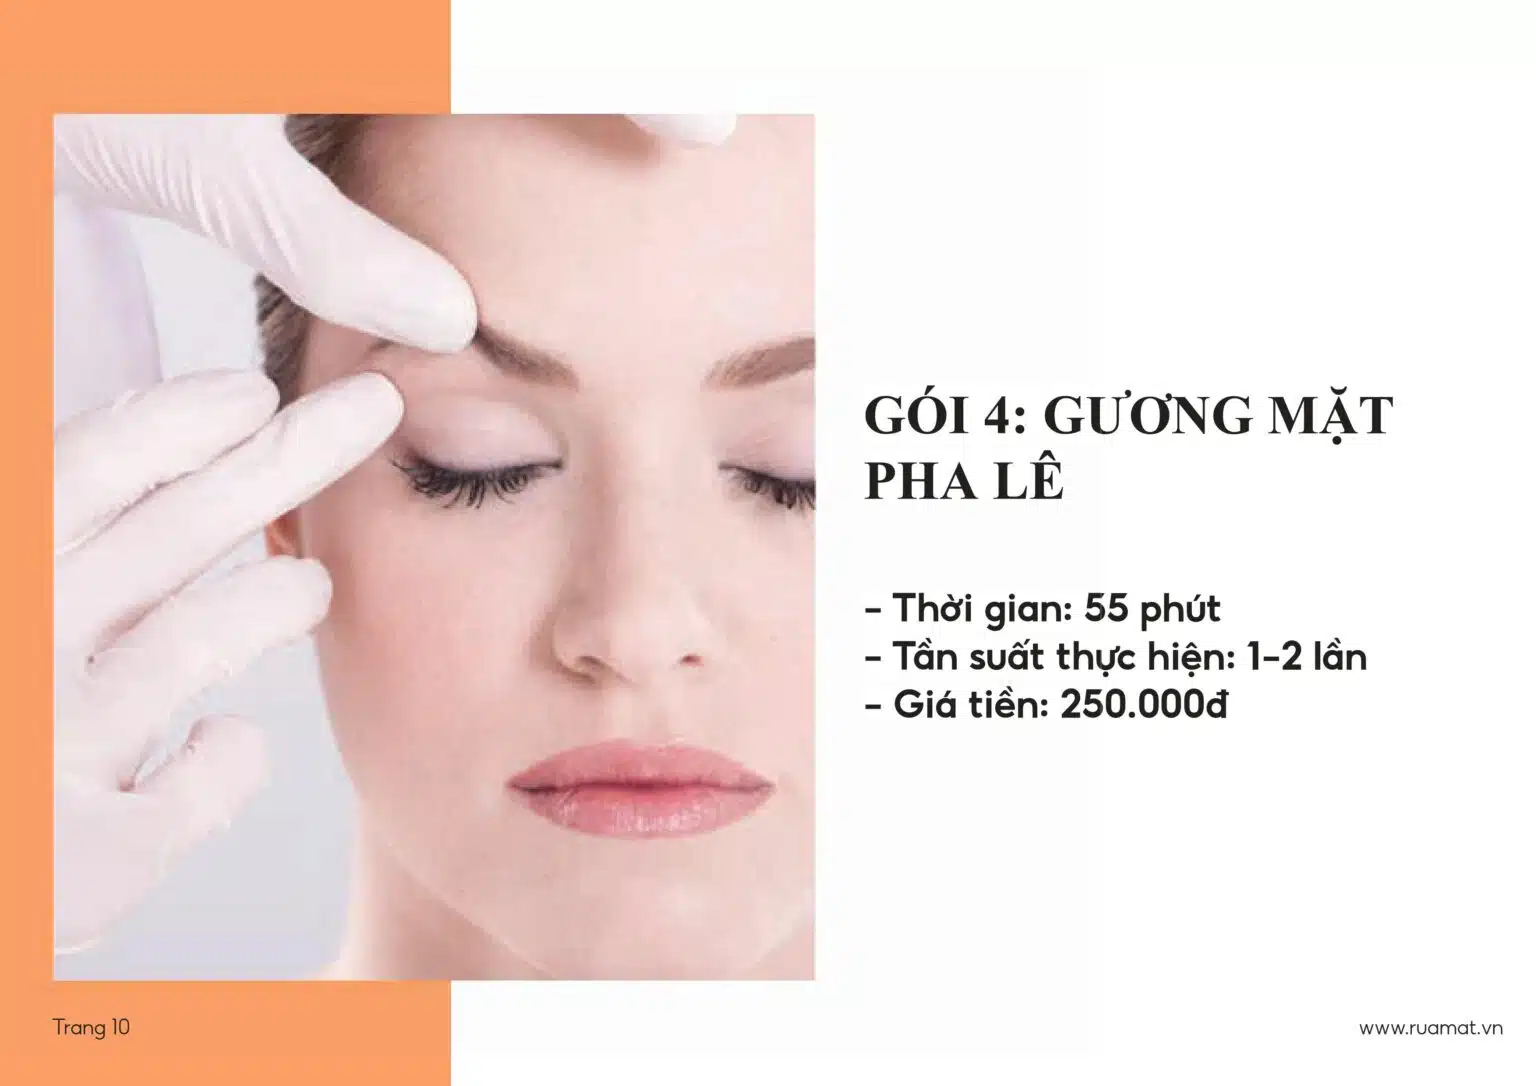 GÓI 4: GƯƠNG MẶT
PHA LÊ
- Thời gian: 55 phút
- Tần suất thực hiện: 1-2 lần
- Giá tiền: 250.000đ
Trang 10
www.ruamat.vn